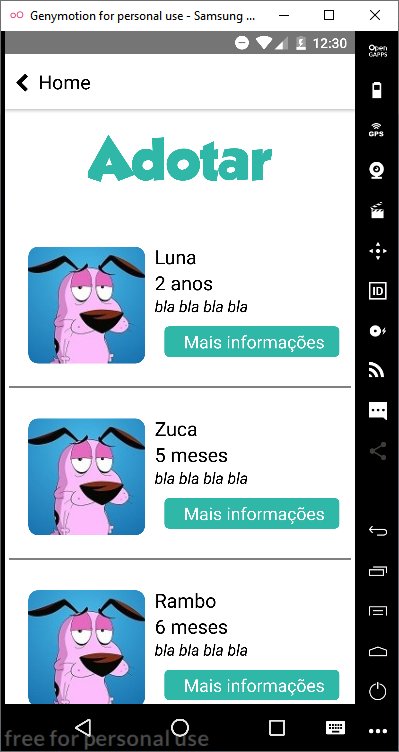 Genymotion for personal use - Samsung ...
12:30
Open
GAPPS
Home
GPS
Adotar
Luna
2 anos
bla bla bla bla
Mais informações
ID
Zuca
5 meses
bla bla bla bla
Mais informações
Rambo
6 meses
bla bla bla bla
Mais informações
free for personal use